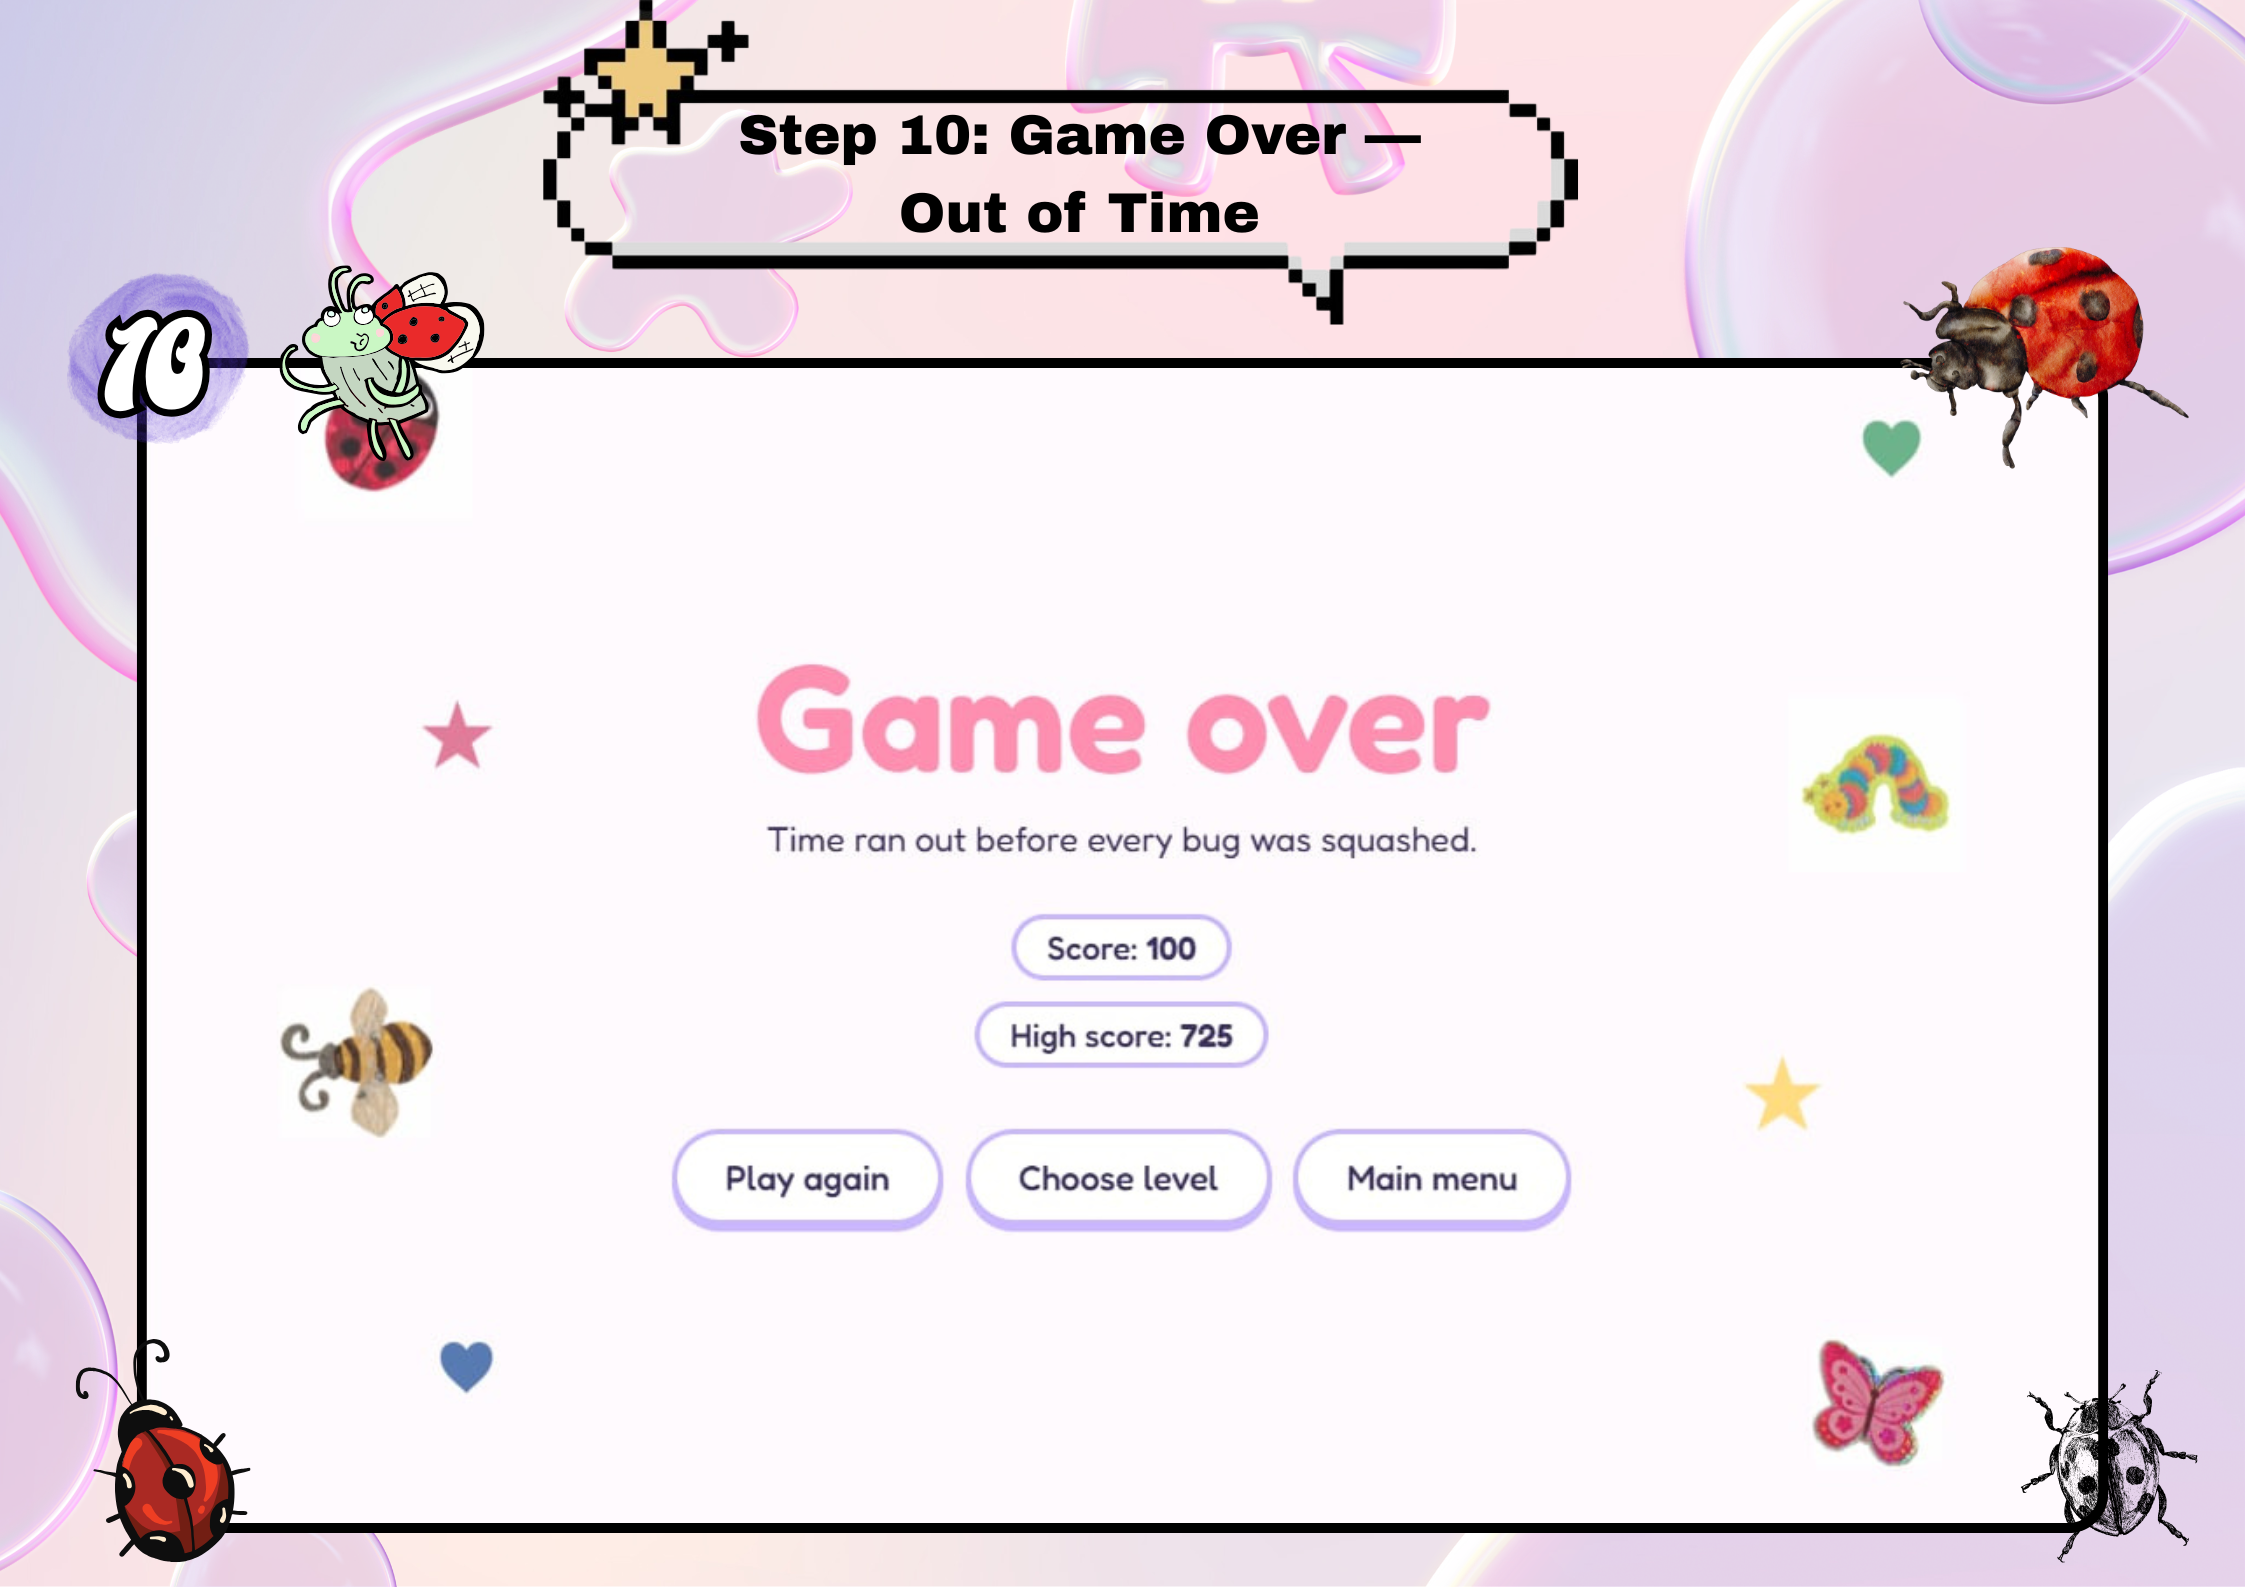 Step 10: Game Over —
Out of Time
10
Game over
Time ran out before every bug was squashed.
Score: 100
High score: 725
Play again
Choose level
Main menu